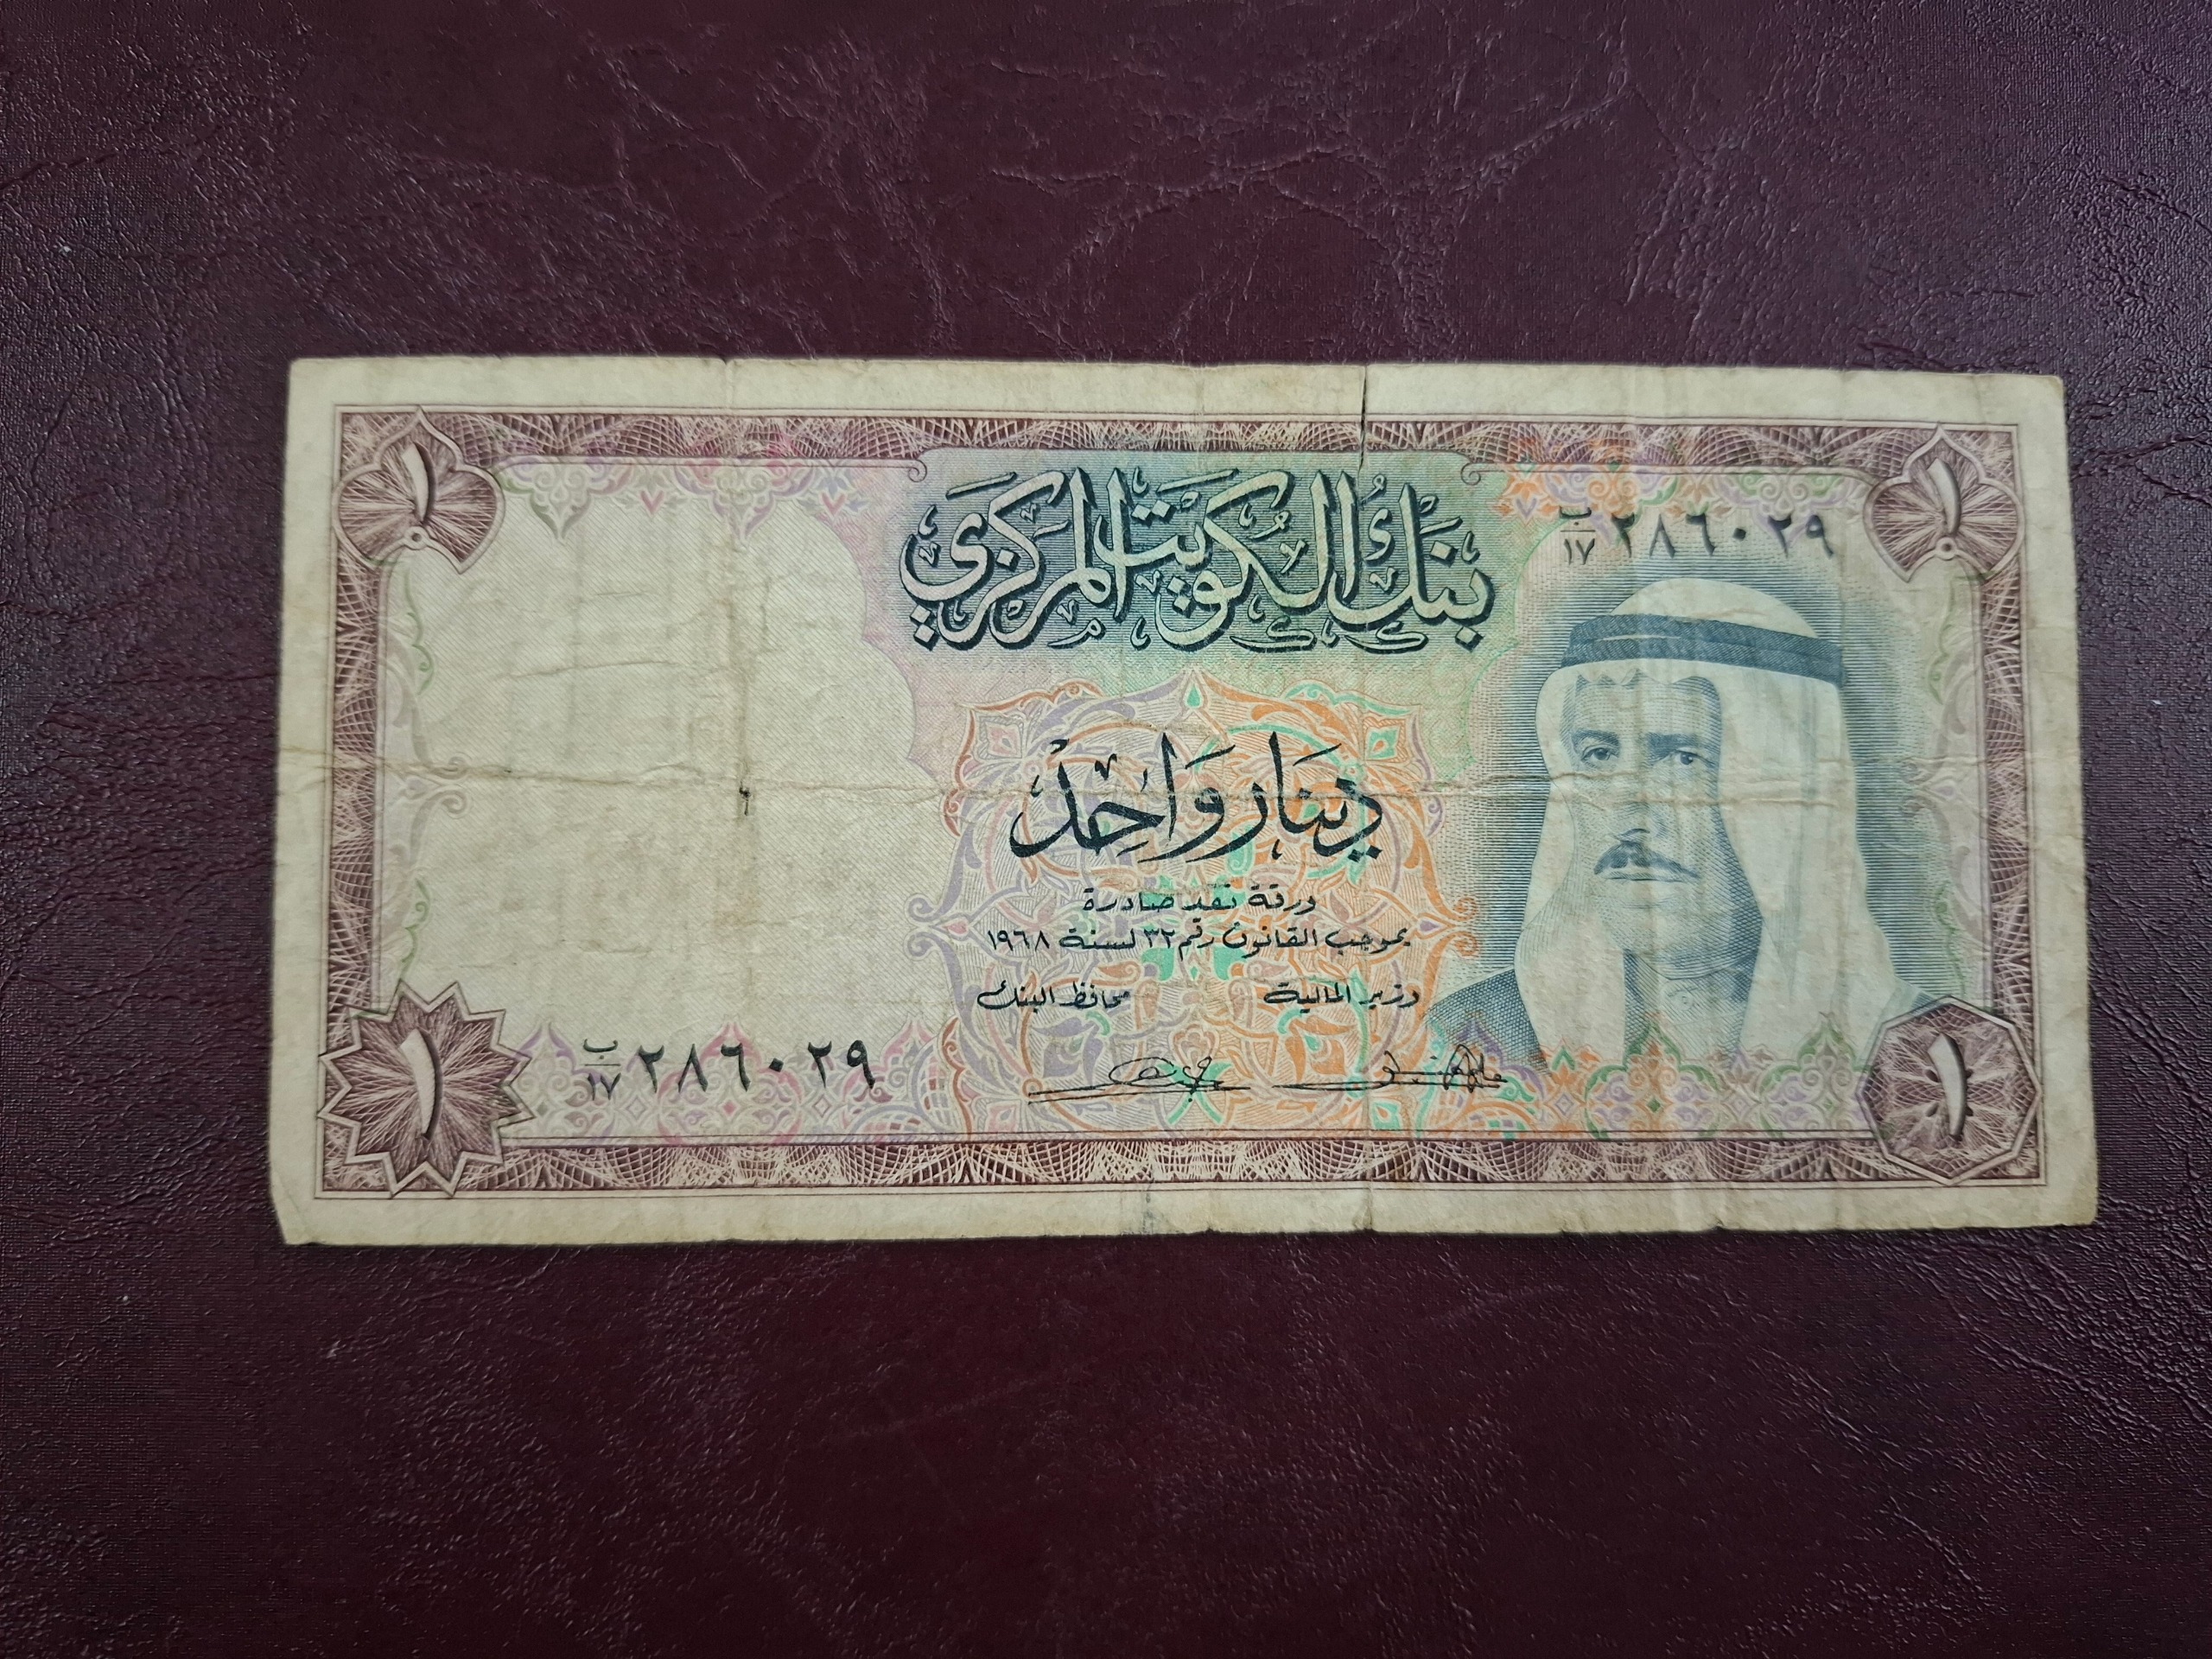 ١
١
بنك الكويت المركزي
ب/١٧ ٢٨٦٠٢٩
دينار واحد
ورقة نقد صادرة
بموجب القانون رقم ٣٢ لسنة ١٩٦٨
وزير المالية
محافظ البنك
ب/١٧ ٢٨٦٠٢٩
١
١